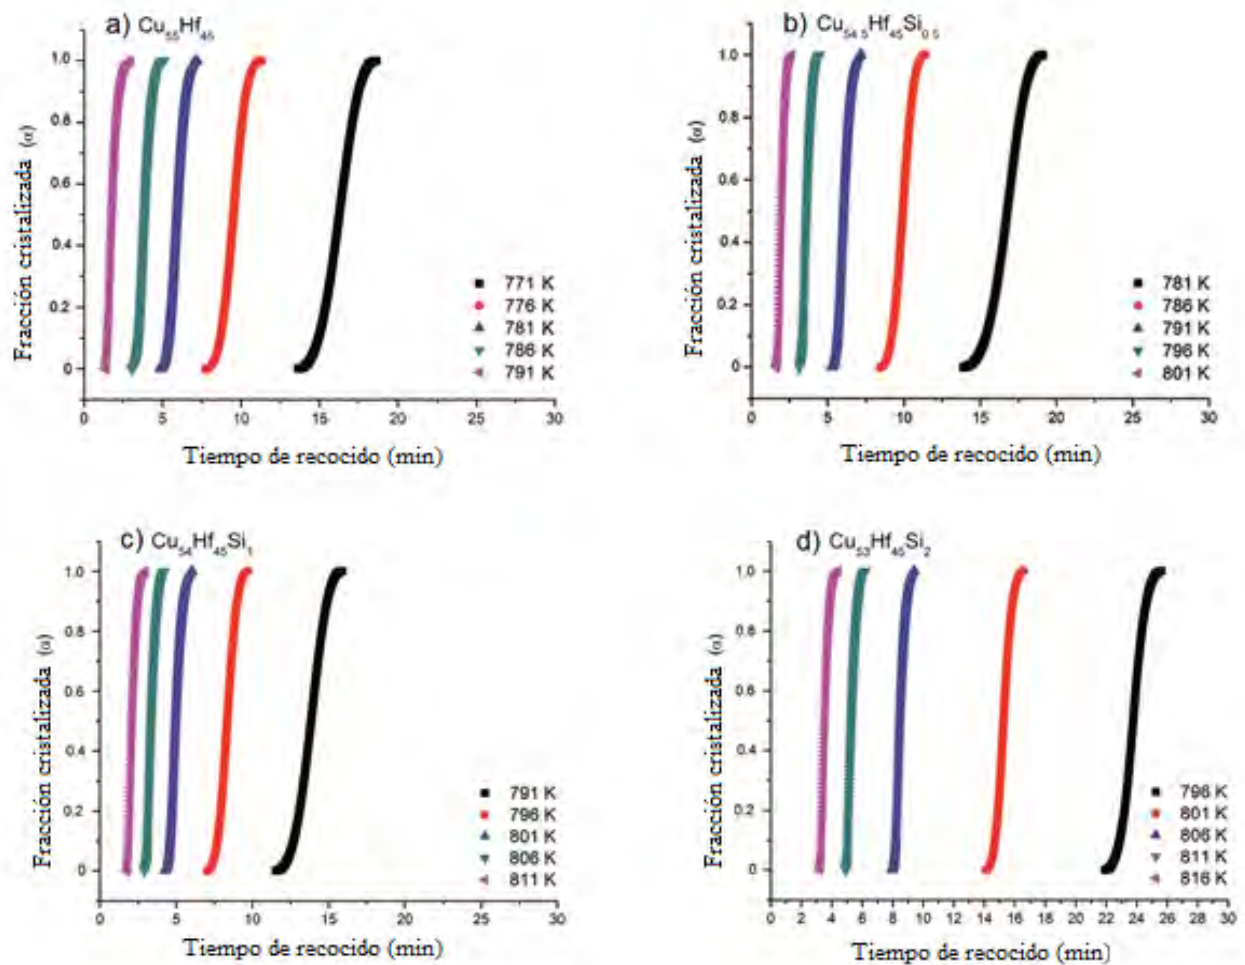 a) Cu55Hf45
1.0
0.8
0.6
0.4
0.2
0
Fracción cristalizada (α)
771 K
776 K
781 K
786 K
791 K
0 5 10 15 20 25 30
Tiempo de recocido (min)
b) Cu54 5Hf45Si0 5
1.0
0.8
0.6
0.4
0.2
0
Fracción cristalizada (α)
781 K
786 K
791 K
796 K
801 K
0 5 10 15 20 25 30
Tiempo de recocido (min)
c) Cu54Hf45Si1
1.0
0.8
0.6
0.4
0.2
0
Fracción cristalizada (α)
791 K
796 K
801 K
806 K
811 K
0 5 10 15 20 25 30
Tiempo de recocido (min)
d) Cu53Hf45Si2
1.0
0.8
0.6
0.4
0.2
0
Fracción cristalizada (α)
796 K
801 K
806 K
811 K
816 K
0 2 4 6 8 10 12 14 16 18 20 22 24 26 28 30
Tiempo de recocido (min)